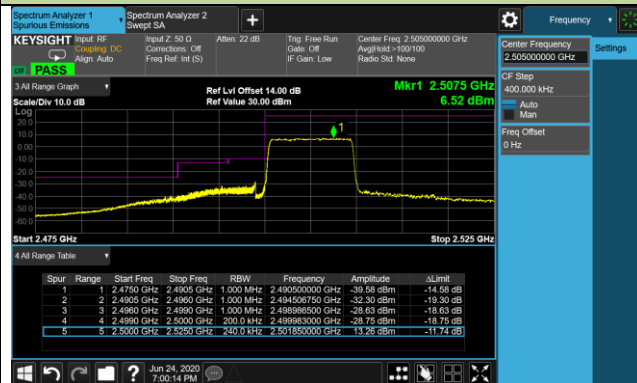 Spectrum Analyzer 1
Spurious Emissions
Spectrum Analyzer 2
Swept SA
Frequency
KEYSIGHT
Input: RF
Coupling: DC
Align: Auto
Input Z: 50 Ω
Corrections: Off
Freq Ref: Int (S)
Atten: 22 dB
Trig: Free Run
Gate: Off
IF Gain: Low
Center Freq: 2.505000000 GHz
Avg|Hold:>100/100
Radio Std: None
PASS
Center Frequency
2.505000000 GHz
Settings
CF Step
400.000 kHz
Auto
Man
Freq Offset
0 Hz
3 All Range Graph
Ref Lvl Offset 14.00 dB
Mkr1 2.5075 GHz
Scale/Div 10.0 dB
Ref Value 30.00 dBm
6.52 dBm
Log
20.0
10.0
0.00
-10.0
-20.0
-30.0
-40.0
-50.0
-60.0
1
Start 2.475 GHz
Stop 2.525 GHz
4 All Range Table
Spur Range Start Freq Stop Freq RBW Frequency Amplitude ΔLimit
1 1 2.4750 GHz 2.4905 GHz 1.000 MHz 2.490500000 GHz -39.58 dBm -14.58 dB
2 2 2.4905 GHz 2.4960 GHz 1.000 MHz 2.494506750 GHz -32.30 dBm -19.30 dB
3 3 2.4960 GHz 2.4990 GHz 1.000 MHz 2.498986500 GHz -28.63 dBm -18.63 dB
4 4 2.4990 GHz 2.5000 GHz 200.0 kHz 2.499983000 GHz -28.75 dBm -18.75 dB
5 5 2.5000 GHz 2.5250 GHz 240.0 kHz 2.501850000 GHz 13.26 dBm -11.74 dB
Jun 24, 2020
7:00:14 PM